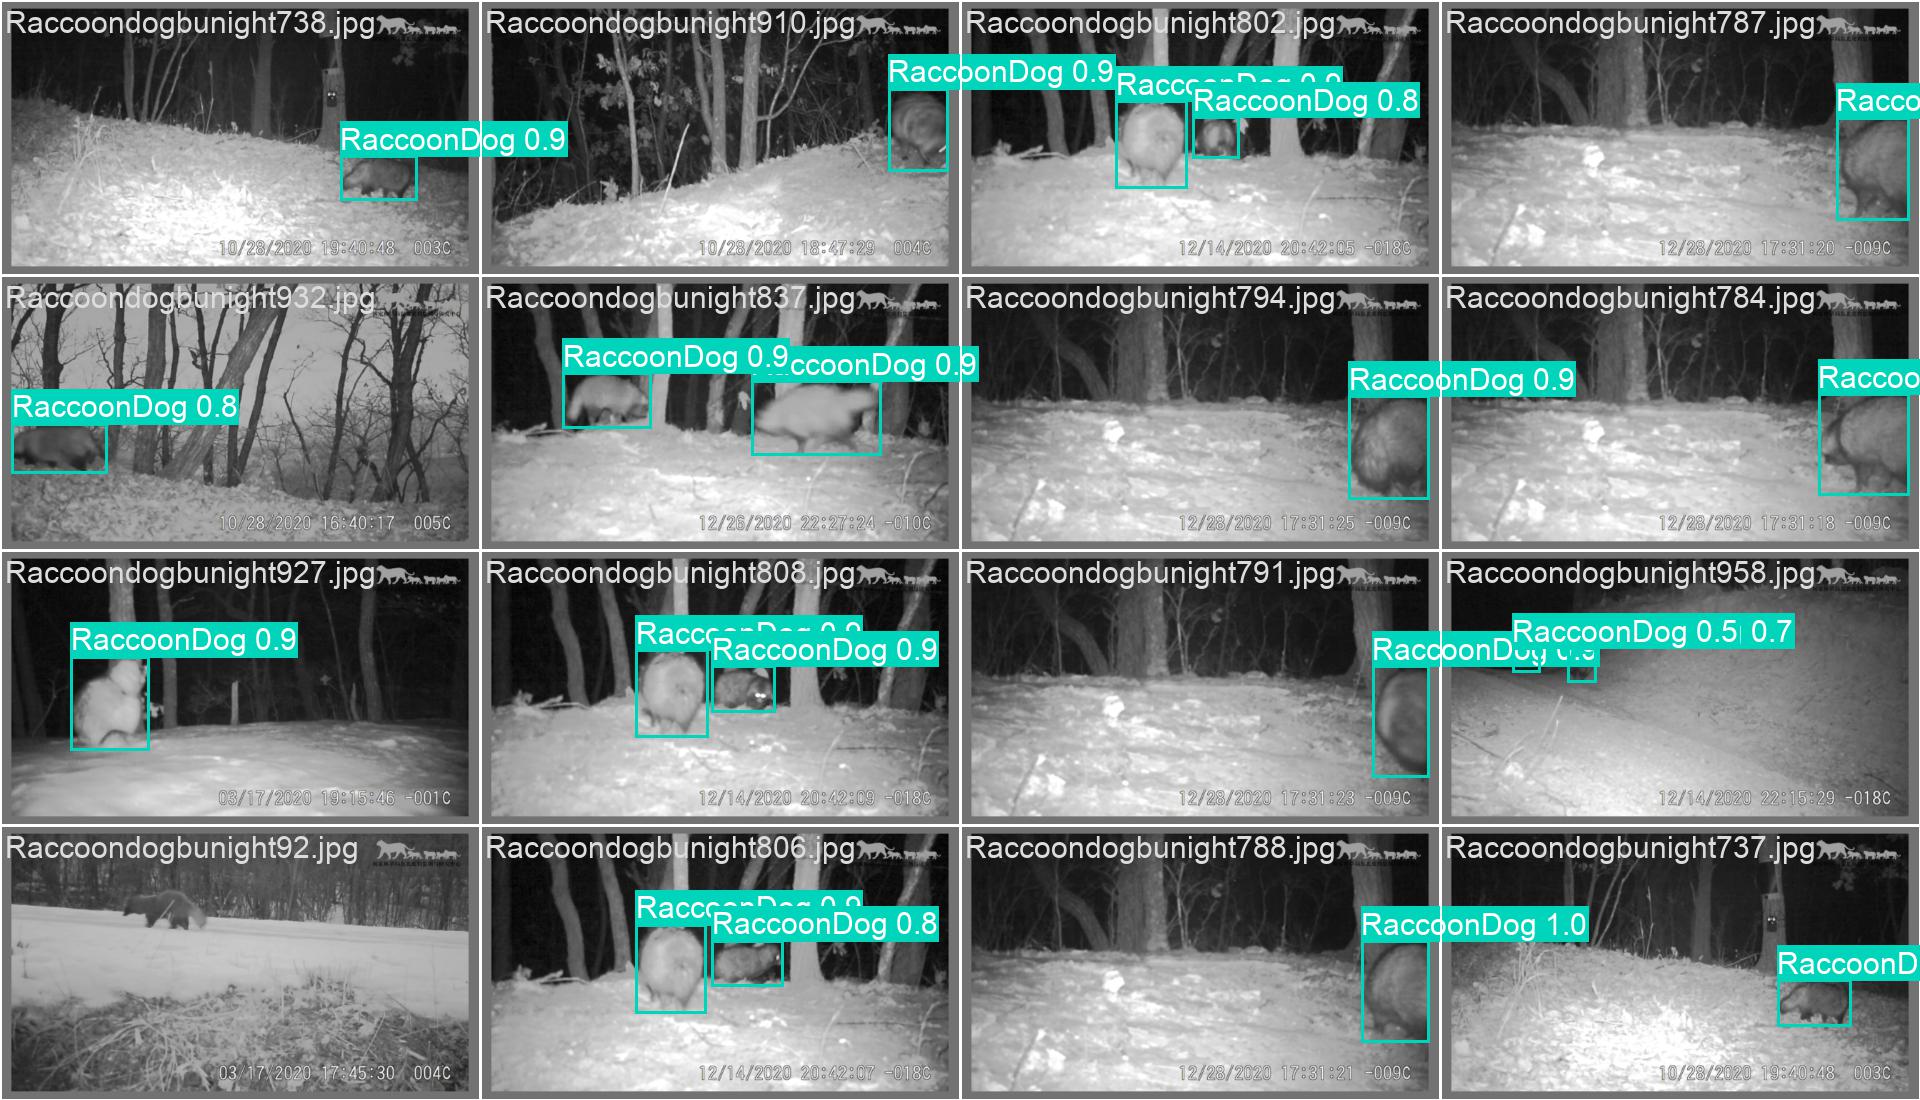 Raccoondogbunight738.jpg
RaccoonDog 0.9
10/28/2020 19:40:48 003C
Raccoondogbunight910.jpg
RaccoonDog 0.9
10/28/2020 18:47:29 004C
Raccoondogbunight802.jpg
RaccoonDog 0.8
12/14/2020 20:42:05 -018C
Raccoondogbunight787.jpg
Racco
12/28/2020 17:31:20 -009C
Raccoondogbunight932.jpg
RaccoonDog 0.8
10/28/2020 16:40:17 005C
Raccoondogbunight837.jpg
RaccoonDog 0.9
ccoonDog 0.9
12/26/2020 22:27:24 -010C
Raccoondogbunight794.jpg
RaccoonDog 0.9
12/28/2020 17:31:25 -009C
Raccoondogbunight784.jpg
Racco
12/28/2020 17:31:18 -009C
Raccoondogbunight927.jpg
RaccoonDog 0.9
03/17/2020 19:15:46 -001C
Raccoondogbunight808.jpg
RaccoonDog 0.9
12/14/2020 20:42:09 -018C
Raccoondogbunight791.jpg
RaccoonDog 0.9
12/28/2020 17:31:23 -009C
Raccoondogbunight958.jpg
RaccoonDog 0.5 0.7
12/14/2020 22:15:29 -018C
Raccoondogbunight92.jpg
03/17/2020 17:45:30 004C
Raccoondogbunight806.jpg
RaccoonDog 0.8
12/14/2020 20:42:07 -018C
Raccoondogbunight788.jpg
RaccoonDog 1.0
12/28/2020 17:31:21 -009C
Raccoondogbunight737.jpg
RaccoonD
10/28/2020 19:40:48 003C